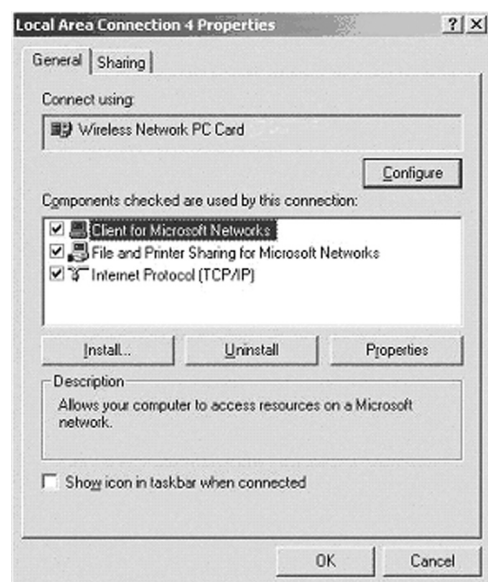 Local Area Connection 4 Properties
General
Sharing
Connect using:
Wireless Network PC Card
Configure
Components checked are used by this connection:
Client for Microsoft Networks
File and Printer Sharing for Microsoft Networks
Internet Protocol (TCP/IP)
Install...
Uninstall
Properties
Description
Allows your computer to access resources on a Microsoft
network.
Show icon in taskbar when connected
OK
Cancel